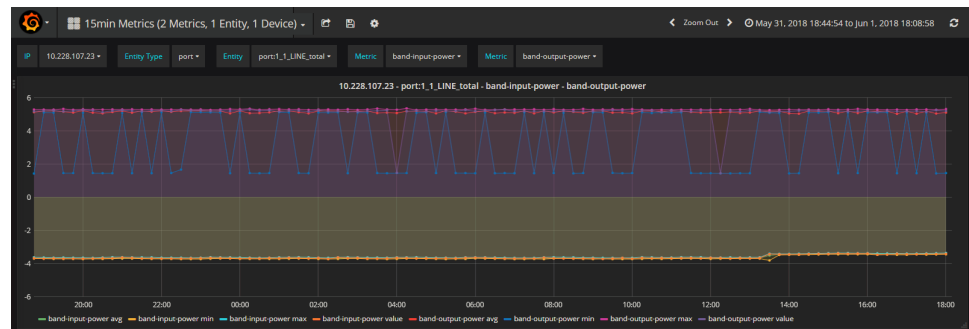 15min Metrics (2 Metrics, 1 Entity, 1 Device) Zoom Out May 31, 2018 18:44:54 to Jun 1, 2018 18:08:58
IP 10.228.107.23 Entity Type port Entity port:1_1_LINE_total Metric band-input-power Metric band-output-power
10.228.107.23 - port:1_1_LINE_total - band-input-power - band-output-power
6
4
2
0
-2
-4
-6
20:00 22:00 00:00 02:00 04:00 06:00 08:00 10:00 12:00 14:00 16:00 18:00
band-input-power avg band-input-power min band-input-power max band-input-power value band-output-power avg band-output-power min band-output-power max band-output-power value